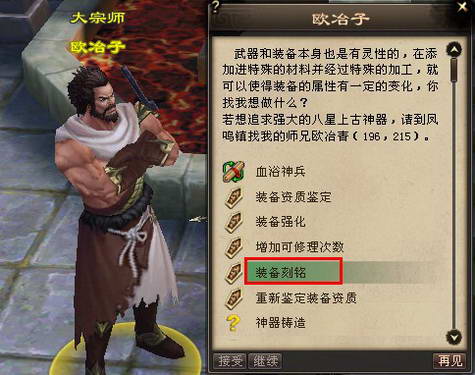 大宗师
欧冶子
?
欧冶子
武器和装备本身也是有灵性的，在添
加进特殊的材料并经过特殊的加工，就
可以使得装备的属性有一定的变化，你
找我想做什么？
若想追求强大的八星上古神器，请到凤
鸣镇找我的师兄欧冶青（196，215）。
血浴神兵
装备资质鉴定
装备强化
增加可修理次数
装备刻铭
重新鉴定装备资质
? 神器铸造
接受 继续 再见